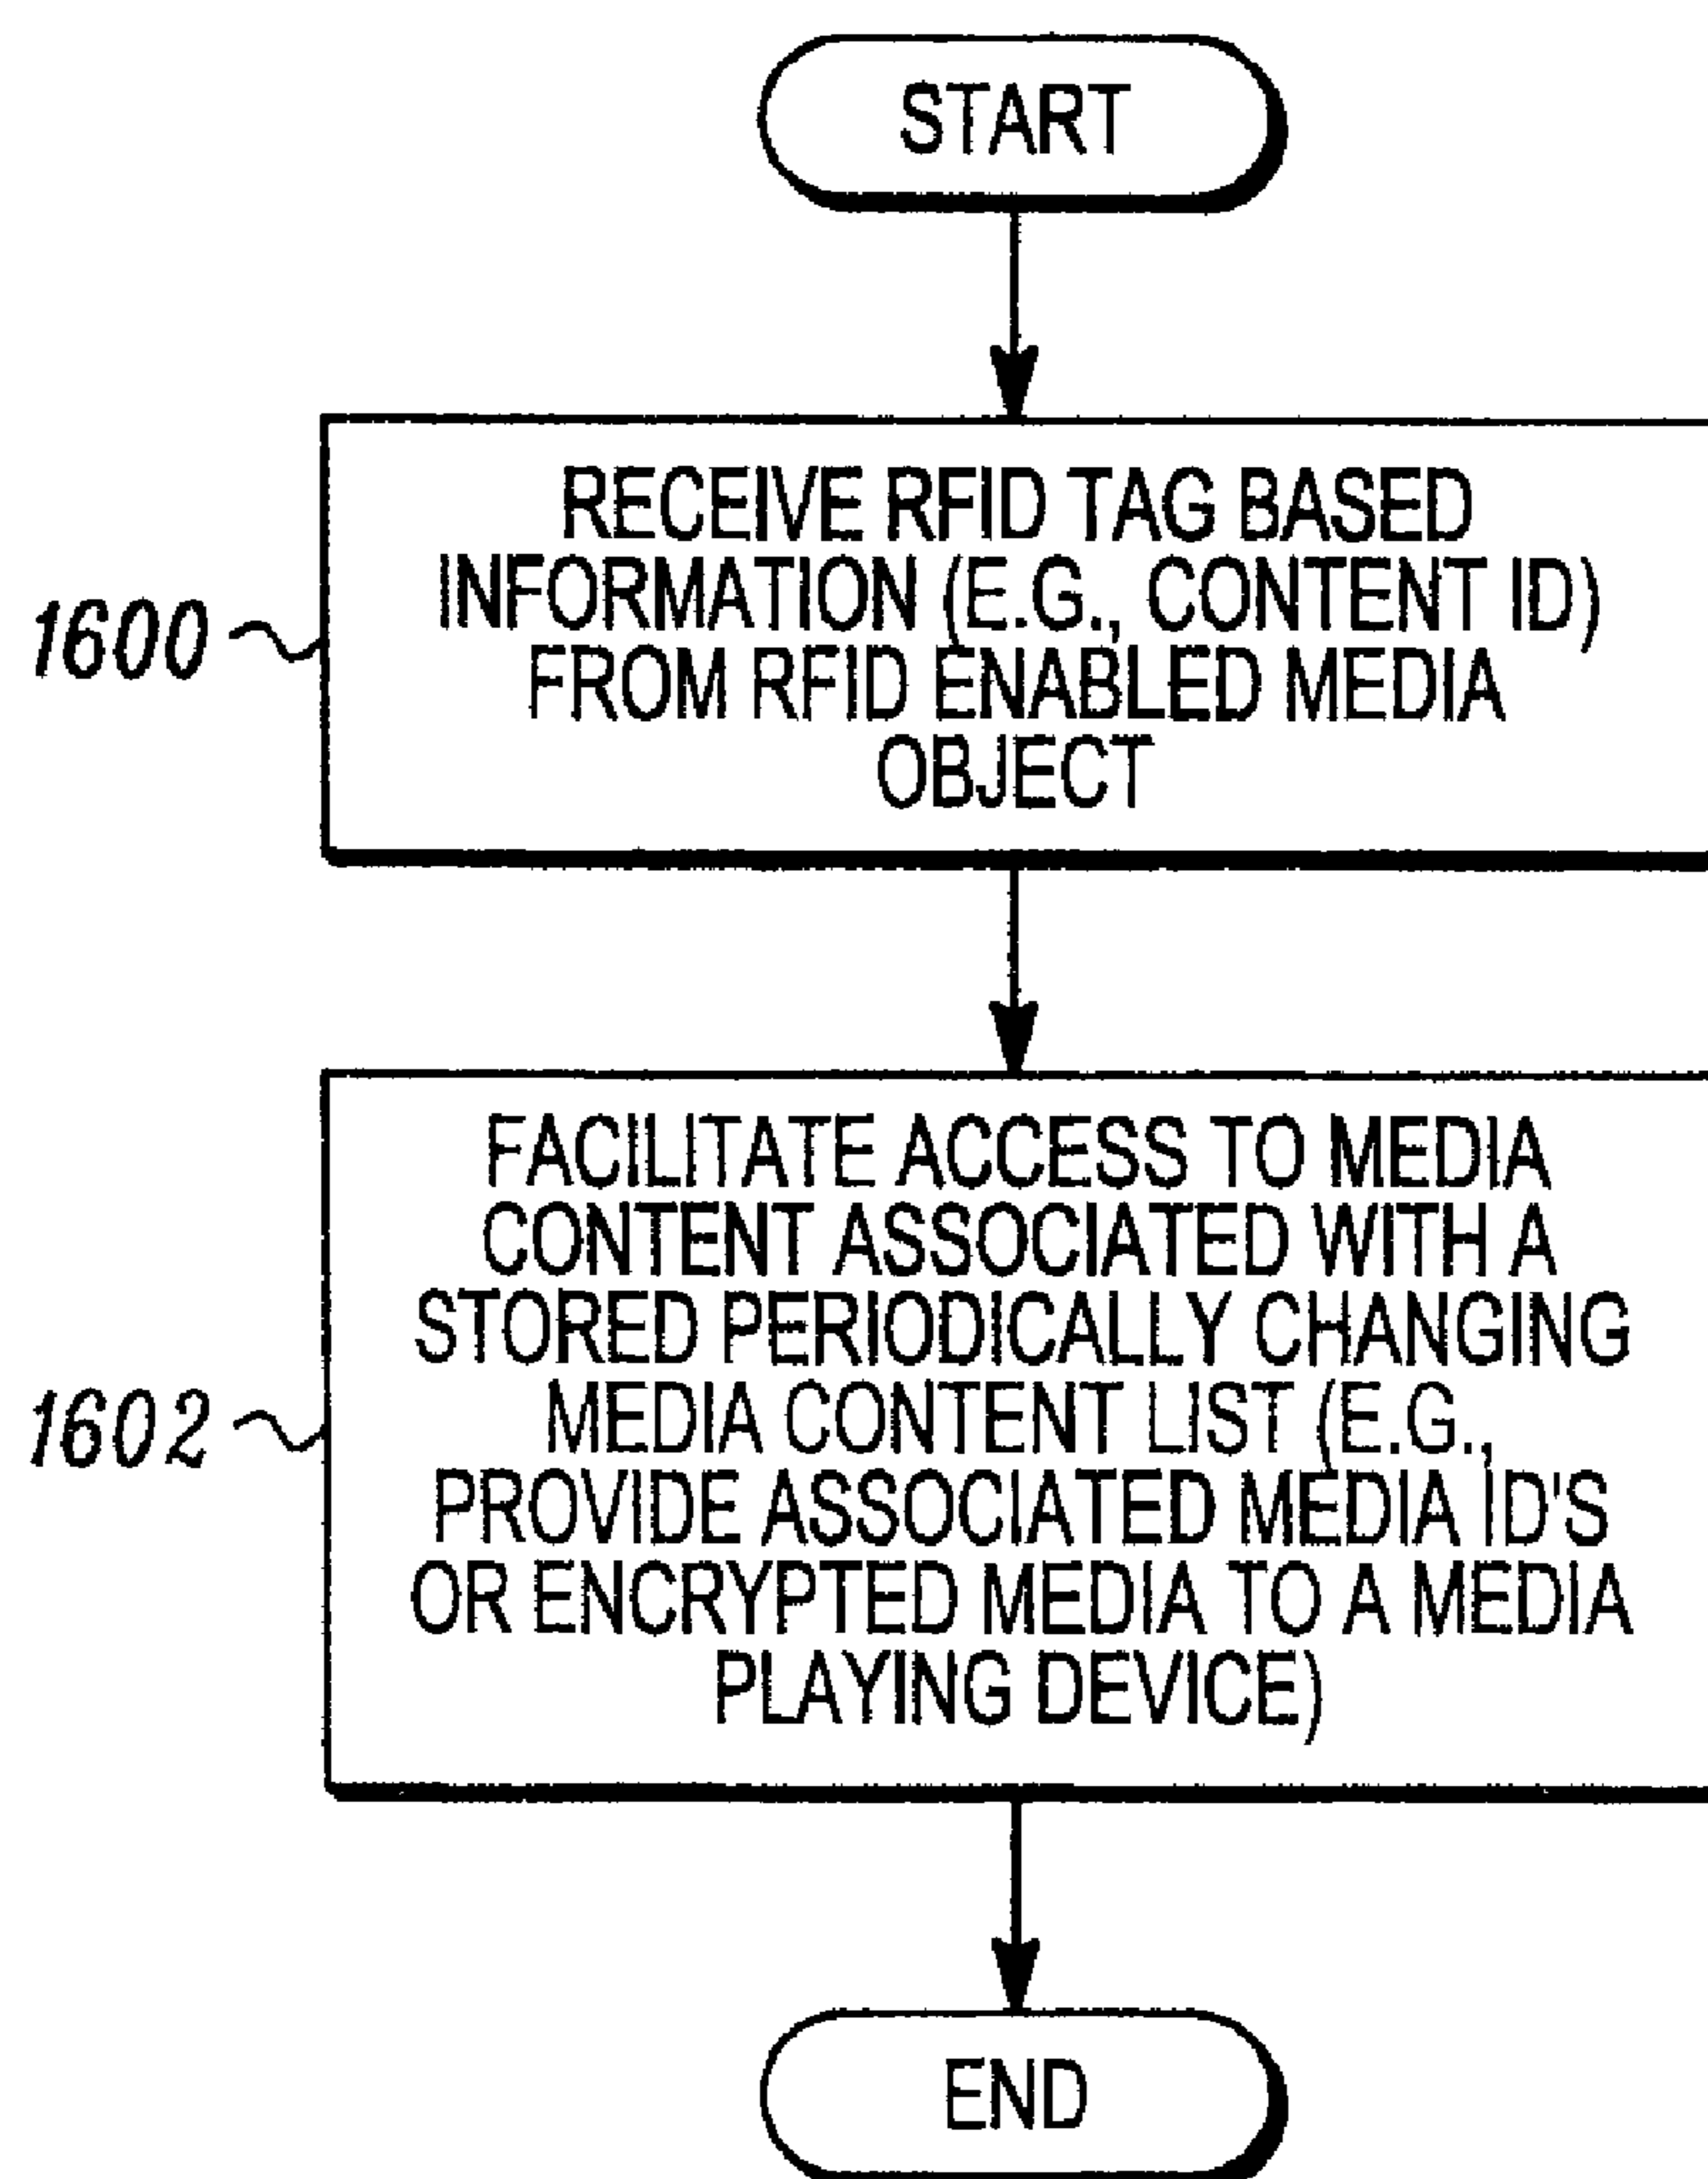 START
RECEIVE RFID TAG BASED
INFORMATION (E.G., CONTENT ID)
FROM RFID ENABLED MEDIA
OBJECT
1600
FACILITATE ACCESS TO MEDIA
CONTENT ASSOCIATED WITH A
STORED PERIODICALLY CHANGING
MEDIA CONTENT LIST (E.G.,
PROVIDE ASSOCIATED MEDIA ID'S
OR ENCRYPTED MEDIA TO A MEDIA
PLAYING DEVICE)
1602
END